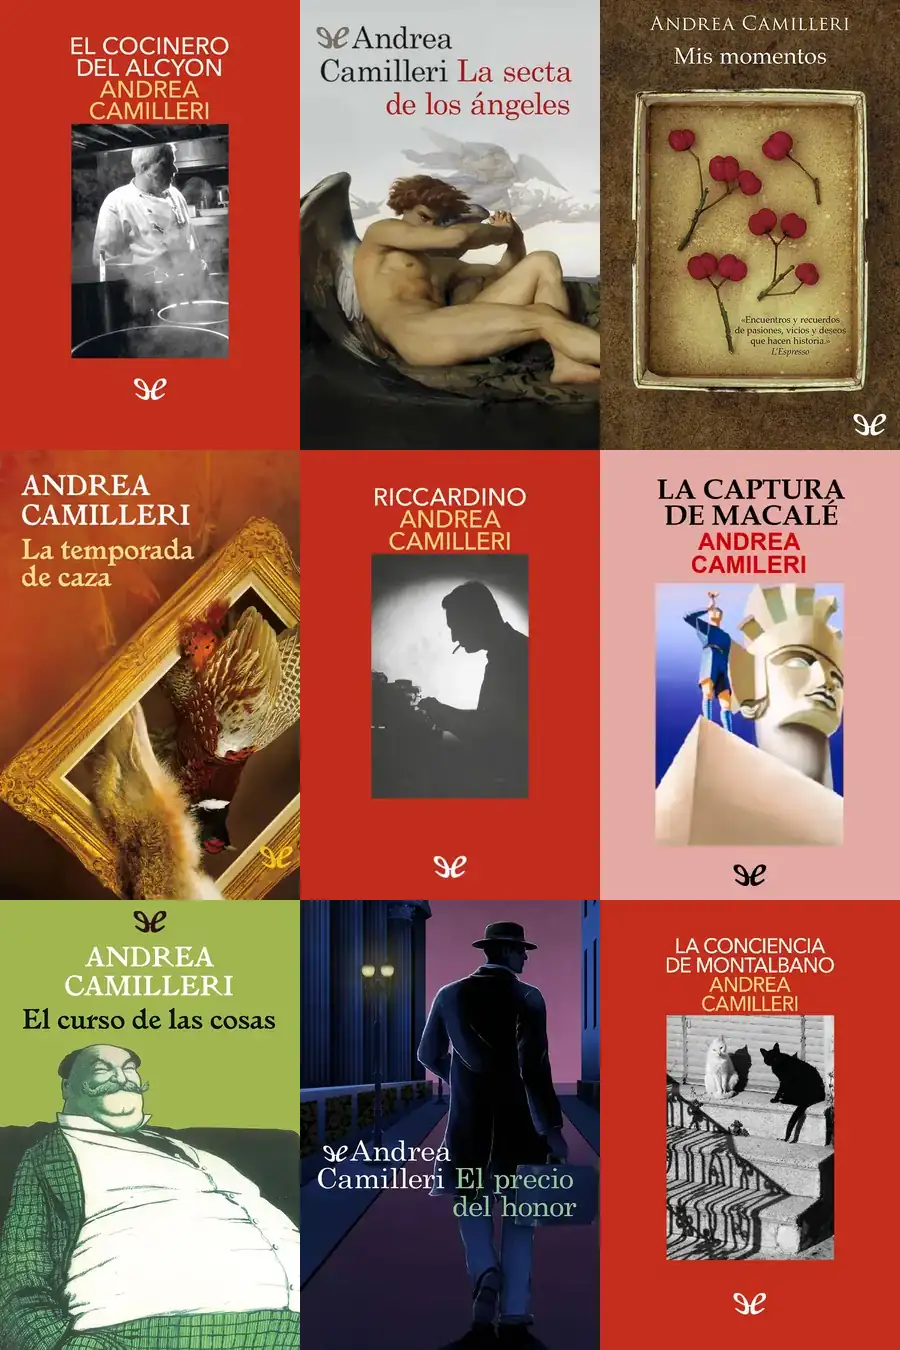 EL COCINERO
DEL ALCYON
ANDREA
CAMILLERI
Andrea
Camilleri La secta
de los ángeles
ANDREA CAMILLERI
Mis momentos
«Encuentros y recuerdos
de pasiones, vicios y deseos
que hacen historia.»
L'Espresso
ANDREA
CAMILLERI
La temporada
de caza
RICCARDINO
ANDREA
CAMILLERI
LA CAPTURA
DE MACALÉ
ANDREA
CAMILERI
ANDREA
CAMILLERI
El curso de las cosas
Andrea
Camilleri El precio
del honor
LA CONCIENCIA
DE MONTALBANO
ANDREA
CAMILLERI